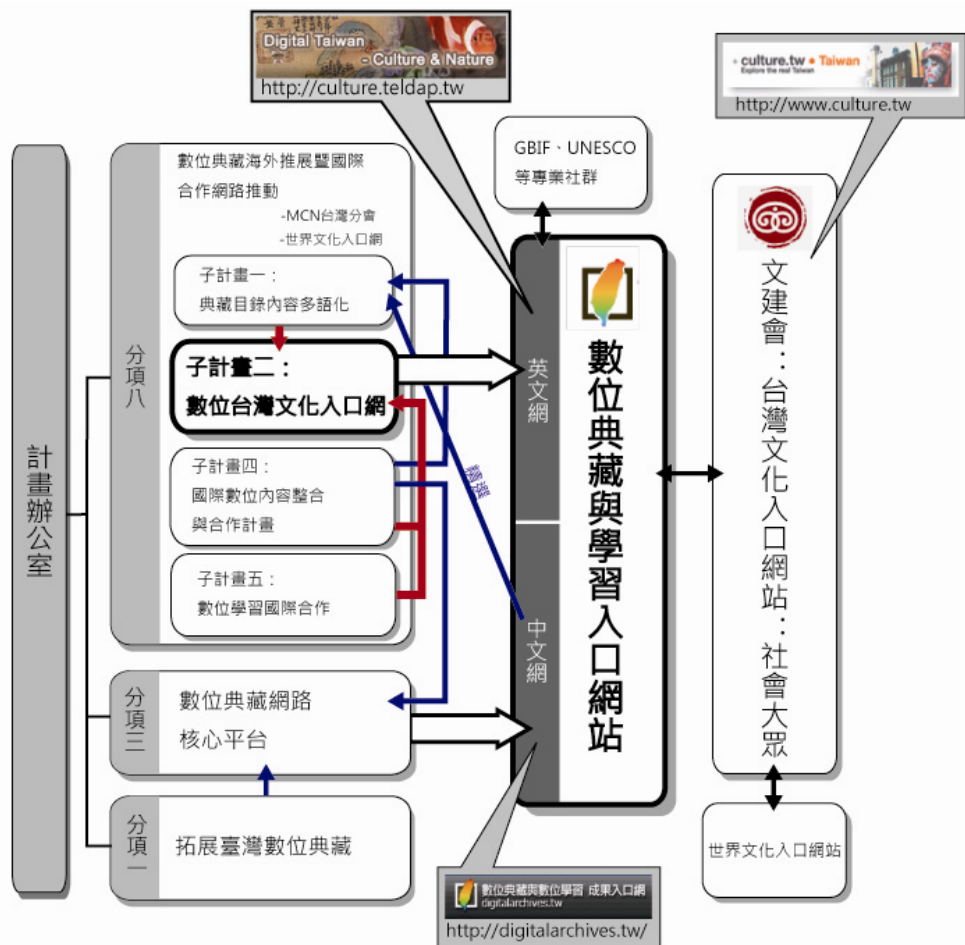 Digital Taiwan
- Culture & Nature
http://culture.teldap.tw
culture.tw • Taiwan
Explore the real Taiwan
http://www.culture.tw
計畫辦公室
分項八
數位典藏海外推展暨國際
合作網路推動
-MCN台灣分會
-世界文化入口網
子計畫一：
典藏目錄內容多語化
子計畫二：
數位台灣文化入口網
子計畫四：
國際數位內容整合
與合作計畫
子計畫五：
數位學習國際合作
分項三
數位典藏網路
核心平台
分項一
拓展臺灣數位典藏
精選
GBIF、UNESCO
等專業社群
英文網
中文網
數位典藏與學習入口網站
文建會：台灣文化入口網站：社會大眾
世界文化入口網站
數位典藏與數位學習 成果入口網
digitalarchives.tw
http://digitalarchives.tw/